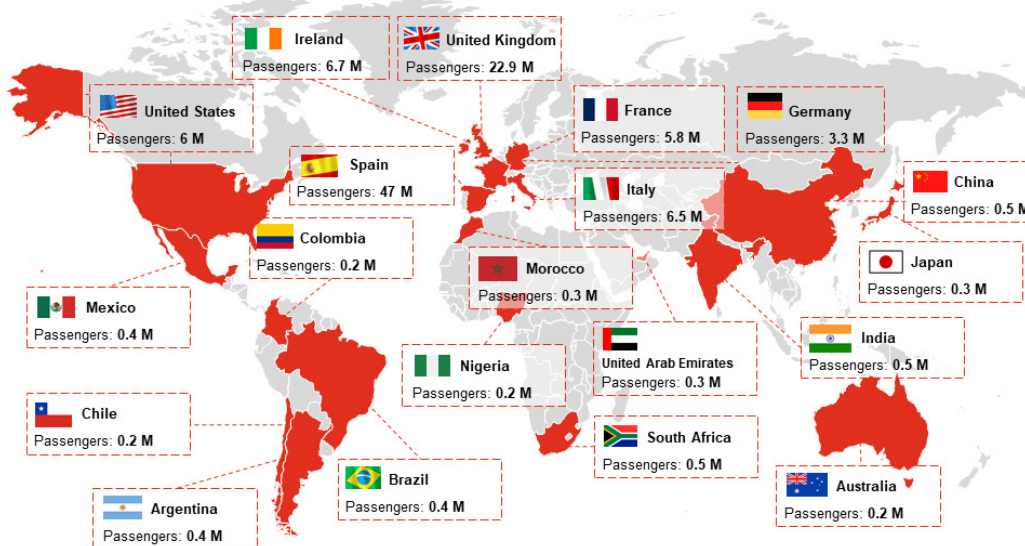 Ireland
Passengers: 6.7 M
United Kingdom
Passengers: 22.9 M
United States
Passengers: 6 M
France
Passengers: 5.8 M
Germany
Passengers: 3.3 M
Spain
Passengers: 47 M
Italy
Passengers: 6.5 M
China
Passengers: 0.5 M
Colombia
Passengers: 0.2 M
Morocco
Passengers: 0.3 M
Japan
Passengers: 0.3 M
Mexico
Passengers: 0.4 M
Nigeria
Passengers: 0.2 M
United Arab Emirates
Passengers: 0.3 M
India
Passengers: 0.5 M
Chile
Passengers: 0.2 M
South Africa
Passengers: 0.5 M
Brazil
Passengers: 0.4 M
Australia
Passengers: 0.2 M
Argentina
Passengers: 0.4 M